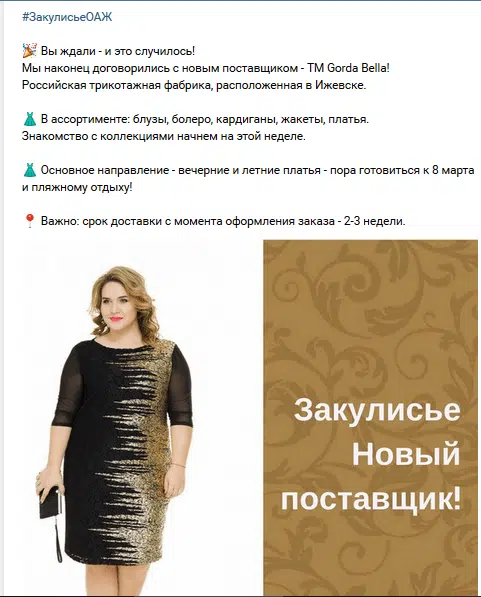 #ЗакулисьеОАЖ
🎉 Вы ждали - и это случилось!
Мы наконец договорились с новым поставщиком - ТМ Gorda Bella!
Российская трикотажная фабрика, расположенная в Ижевске.
👗 В ассортименте: блузы, болеро, кардиганы, жакеты, платья.
Знакомство с коллекциями начнем на этой неделе.
👗 Основное направление - вечерние и летние платья - пора готовиться к 8 марта
и пляжному отдыху!
📍 Важно: срок доставки с момента оформления заказа - 2-3 недели.
Закулисье
Новый
поставщик!